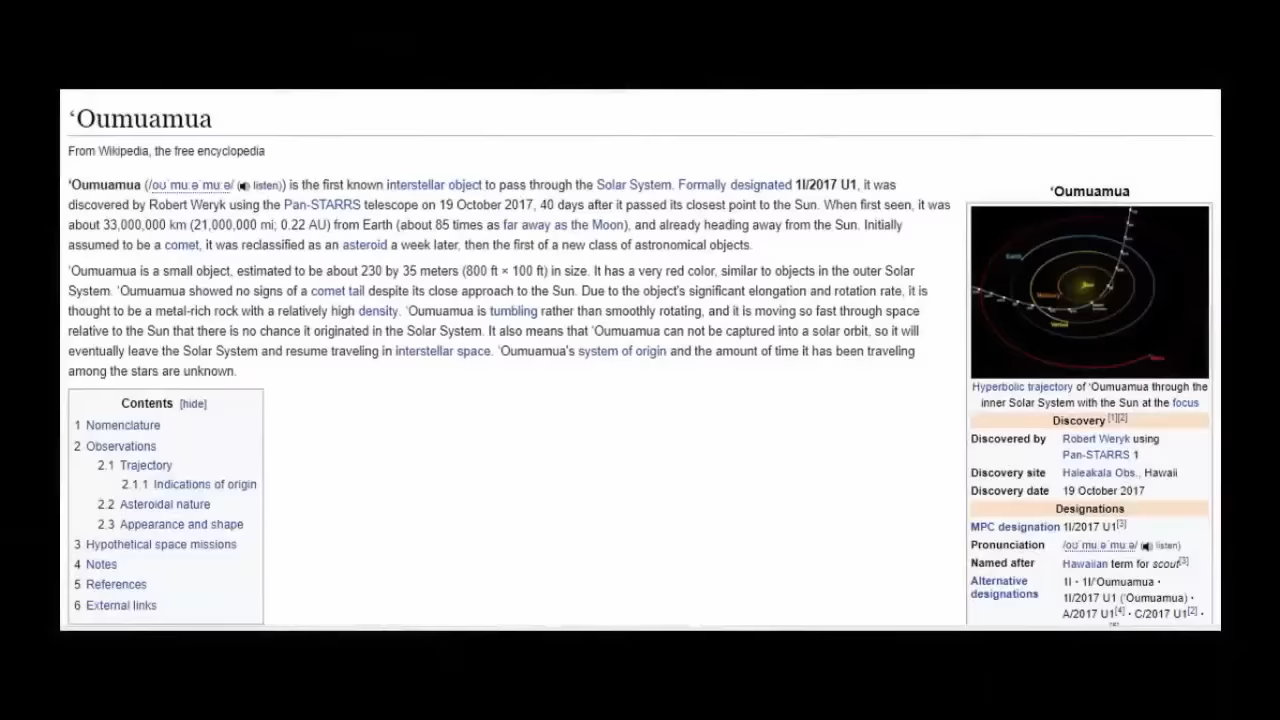 ʻOumuamua
From Wikipedia, the free encyclopedia
ʻOumuamua (/oʊˈmuːəˈmuːə/ (listen)) is the first known interstellar object to pass through the Solar System. Formally designated 1I/2017 U1, it was
discovered by Robert Weryk using the Pan-STARRS telescope on 19 October 2017, 40 days after it passed its closest point to the Sun. When first seen, it was
about 33,000,000 km (21,000,000 mi; 0.22 AU) from Earth (about 85 times as far away as the Moon), and already heading away from the Sun. Initially
assumed to be a comet, it was reclassified as an asteroid a week later, then the first of a new class of astronomical objects.
ʻOumuamua is a small object, estimated to be about 230 by 35 meters (800 ft × 100 ft) in size. It has a very red color, similar to objects in the outer Solar
System. ʻOumuamua showed no signs of a comet tail despite its close approach to the Sun. Due to the object's significant elongation and rotation rate, it is
thought to be a metal-rich rock with a relatively high density. ʻOumuamua is tumbling rather than smoothly rotating, and it is moving so fast through space
relative to the Sun that there is no chance it originated in the Solar System. It also means that ʻOumuamua can not be captured into a solar orbit, so it will
eventually leave the Solar System and resume traveling in interstellar space. ʻOumuamua's system of origin and the amount of time it has been traveling
among the stars are unknown.
Contents [hide]
1 Nomenclature
2 Observations
2.1 Trajectory
2.1.1 Indications of origin
2.2 Asteroidal nature
2.3 Appearance and shape
3 Hypothetical space missions
4 Notes
5 References
6 External links
ʻOumuamua
Earth
Sun
Mercury
Venus
Hyperbolic trajectory of ʻOumuamua through the
inner Solar System with the Sun at the focus
Discovery [1][2]
Discovered by Robert Weryk using
Pan-STARRS 1
Discovery site Haleakala Obs., Hawaii
Discovery date 19 October 2017
Designations
MPC designation 1I/2017 U1[3]
Pronunciation /oʊˈmuːəˈmuːə/ (listen)
Named after Hawaiian term for scout[3]
Alternative designations 1I · 1I/ʻOumuamua ·
1I/2017 U1 (ʻOumuamua) ·
A/2017 U1[4] · C/2017 U1[2] ·